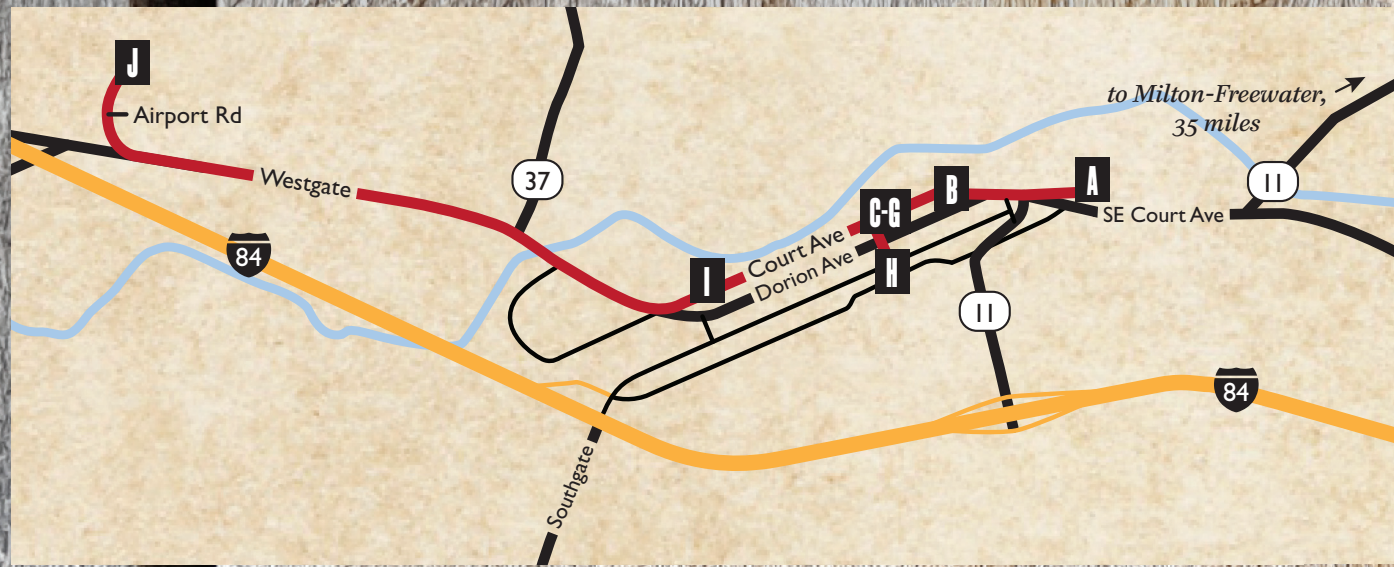 J
Airport Rd
to Milton-Freewater,
35 miles
Westgate
37
A
B
11
C-G
SE Court Ave
84
Court Ave
I
H
Dorion Ave
11
84
Southgate